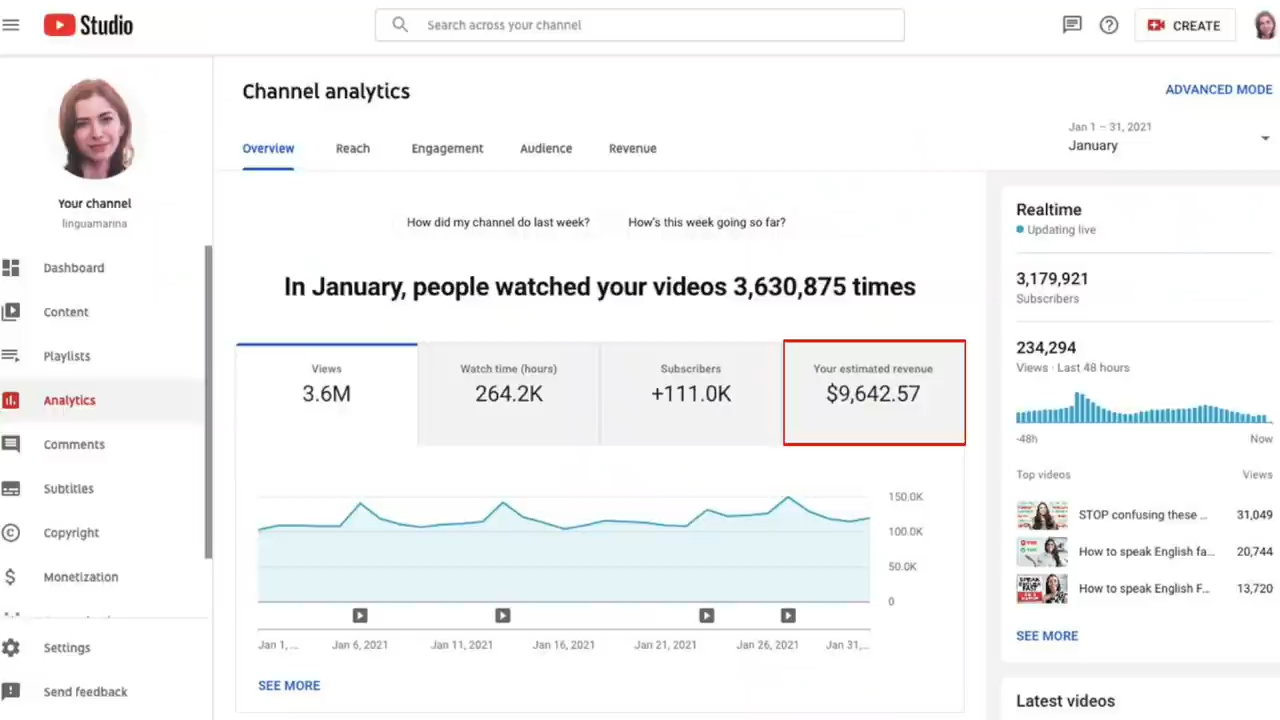 Studio
Search across your channel
CREATE
Your channel
linguamarina
Dashboard
Content
Playlists
Analytics
Comments
Subtitles
Copyright
Monetization
Settings
Send feedback
Channel analytics
ADVANCED MODE
Overview
Reach
Engagement
Audience
Revenue
Jan 1 – 31, 2021
January
How did my channel do last week?
How's this week going so far?
In January, people watched your videos 3,630,875 times
Views
3.6M
Watch time (hours)
264.2K
Subscribers
+111.0K
Your estimated revenue
$9,642.57
150.0K
100.0K
50.0K
0
Jan 1, ...
Jan 6, 2021
Jan 11, 2021
Jan 16, 2021
Jan 21, 2021
Jan 26, 2021
Jan 31,...
SEE MORE
Realtime
Updating live
3,179,921
Subscribers
234,294
Views · Last 48 hours
-48h
Now
Top videos
Views
STOP confusing these ...
31,049
How to speak English fa...
20,744
SPEAK
ENGLISH
FAST
How to speak English F...
13,720
SEE MORE
Latest videos